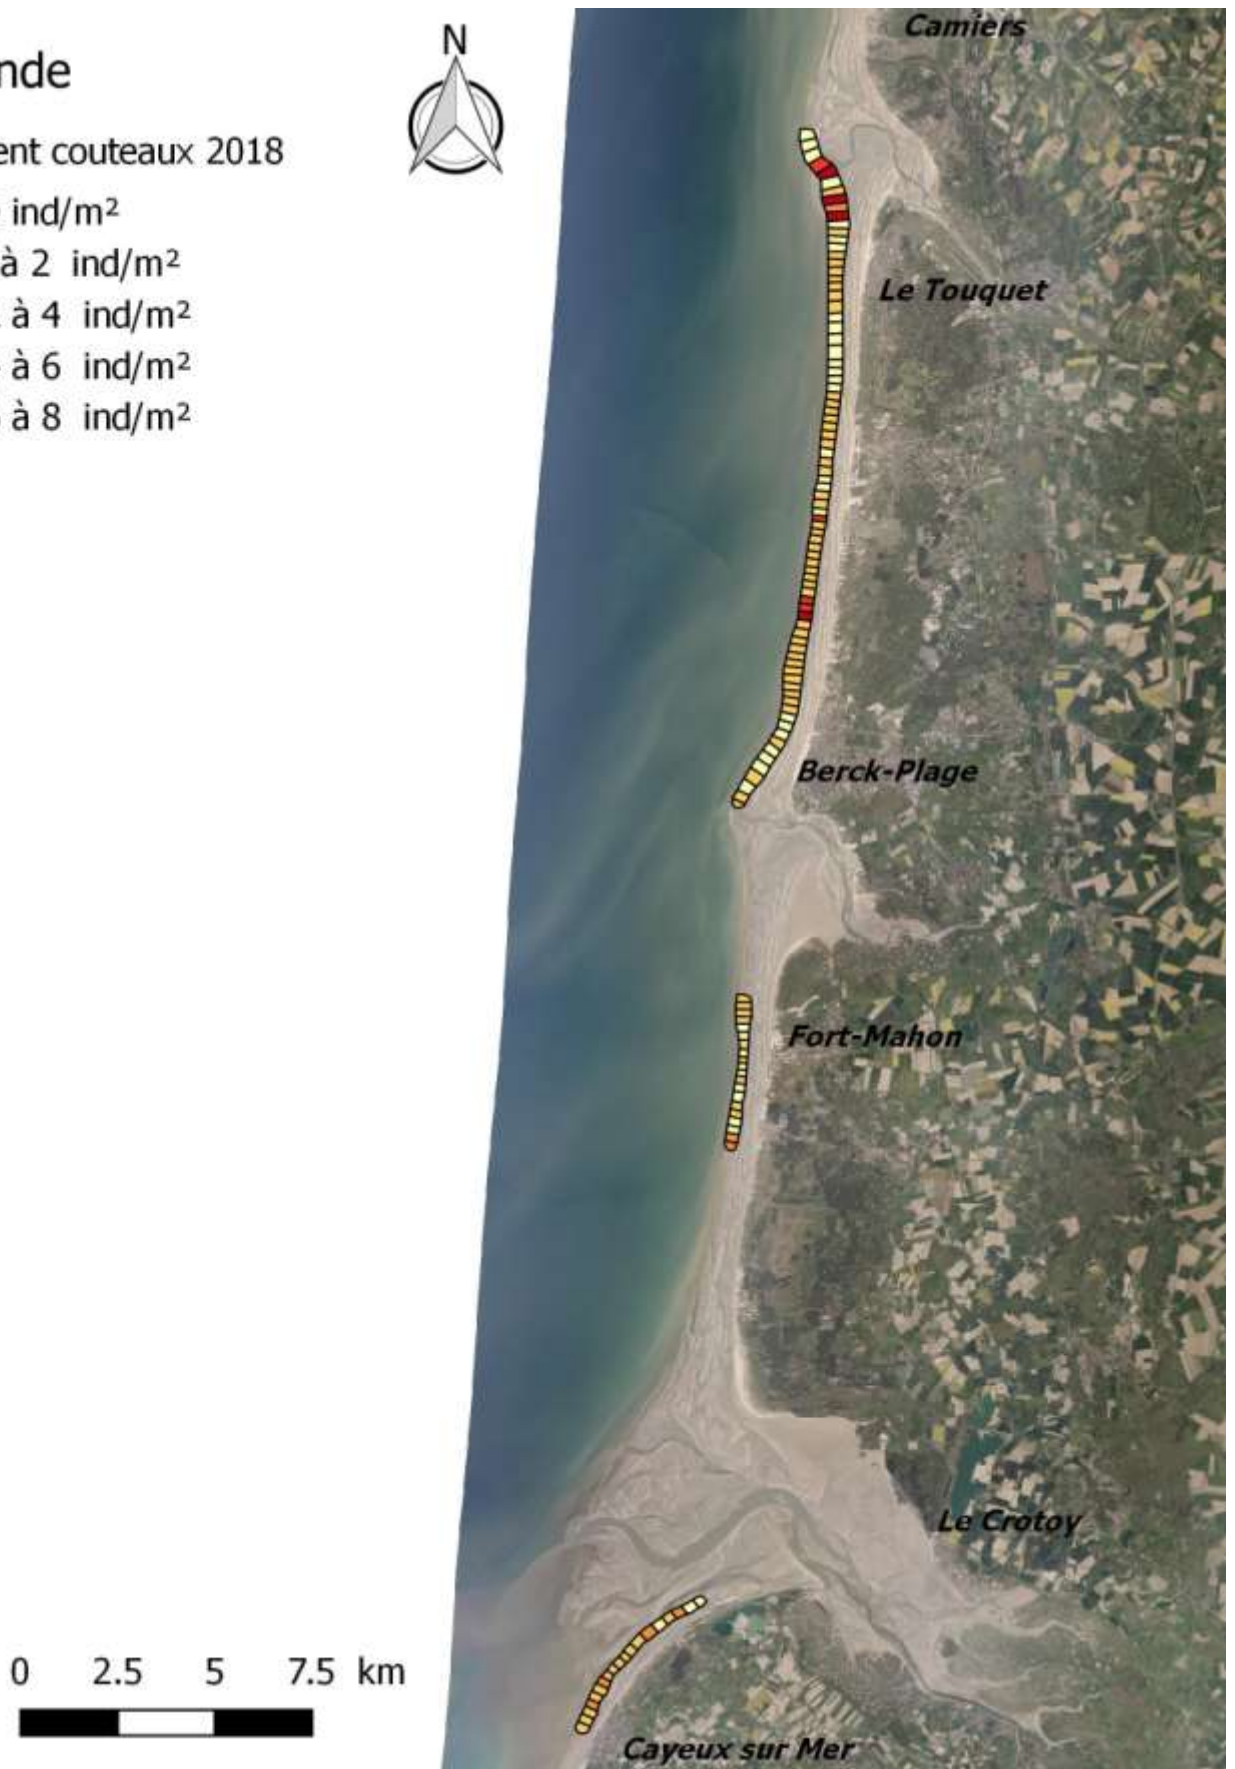 N
Camiers
nde
ent couteaux 2018
ind/m²
à 2 ind/m²
à 4 ind/m²
à 6 ind/m²
à 8 ind/m²
Le Touquet
Berck-Plage
Fort-Mahon
Le Crotoy
0 2.5 5 7.5 km
Cayeux sur Mer